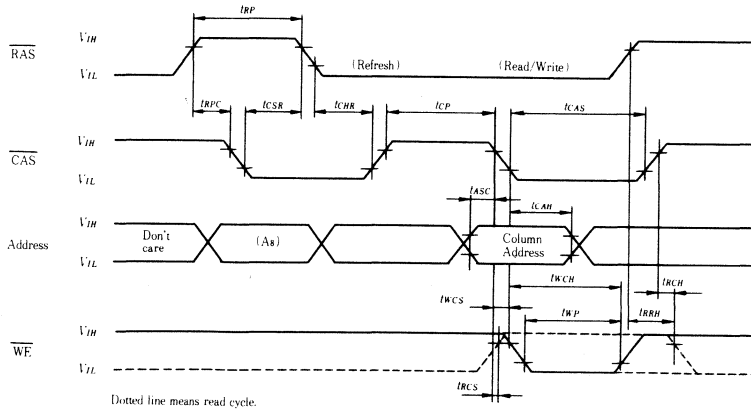 tRP
RAS
VIH
VIL
(Refresh)
(Read/Write)
tRPC
tCSR
tCHR
tCP
tCAS
CAS
VIH
VIL
tASC
tCAH
Address
VIH
VIL
Don't
care
(A8)
Column
Address
tWCH
tRCH
tWCS
tWP
tRRH
WE
VIH
VIL
tRCS
Dotted line means read cycle.